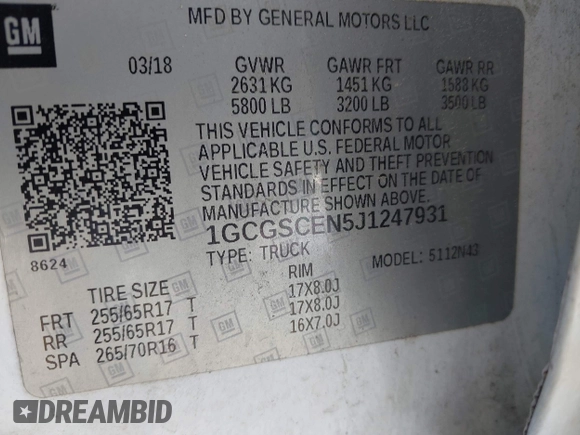 GM
MFD BY GENERAL MOTORS LLC
03/18 GVWR GAWR FRT GAWR RR
2631 KG 1451 KG 1588 KG
5800 LB 3200 LB 3500 LB
THIS VEHICLE CONFORMS TO ALL
APPLICABLE U.S. FEDERAL MOTOR
VEHICLE SAFETY AND THEFT PREVENTION
STANDARDS IN EFFECT ON THE DATE OF
MANUFACTURE SHOWN ABOVE.
1GCGSCEN5J1247931
8624
TYPE: TRUCK MODEL: 5112N43
TIRE SIZE RIM
FRT 255/65R17 T 17X8.0J
RR 255/65R17 T 17X8.0J
SPA 265/70R16 T 16X7.0J
DREAMBID